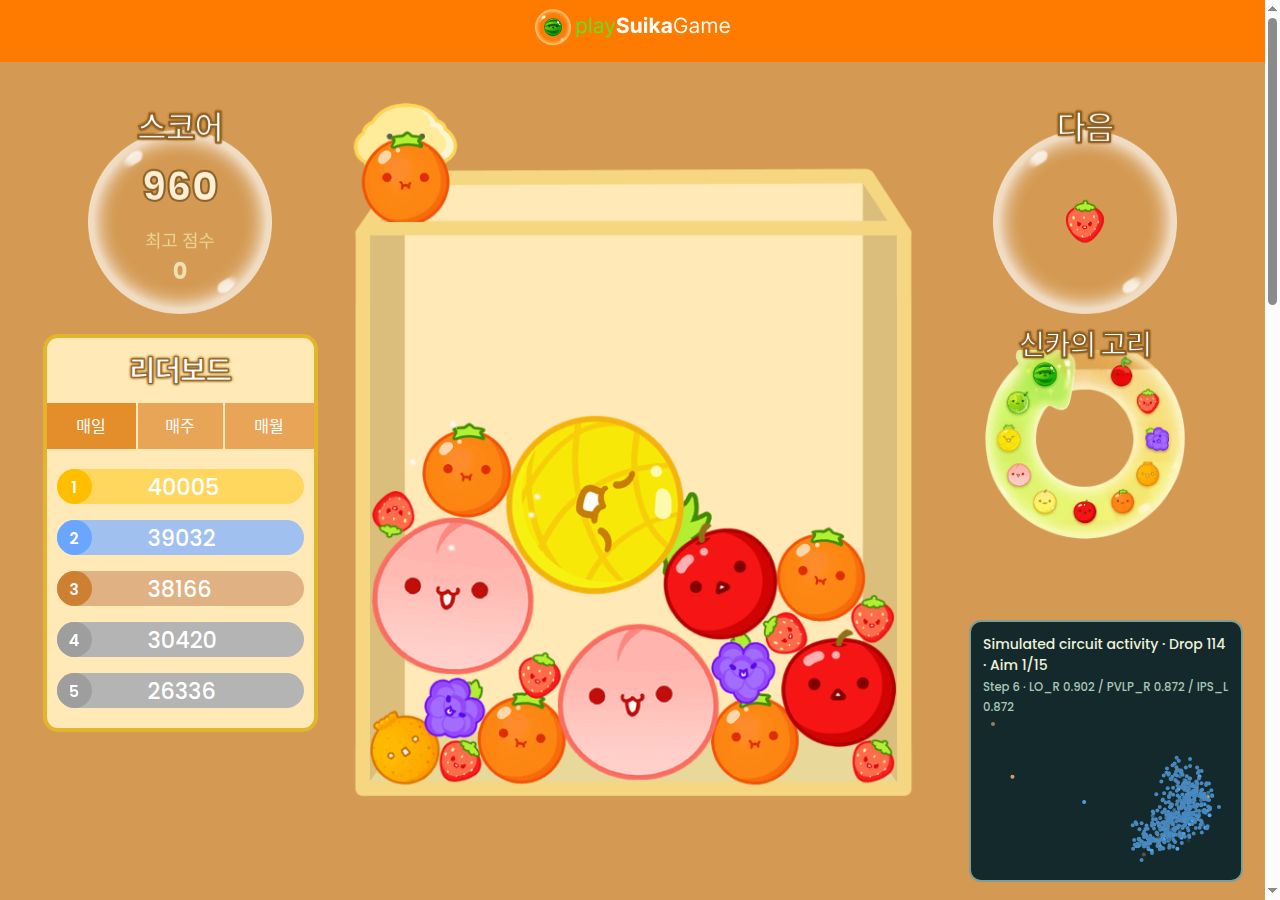 playSuikaGame
스코어
960
최고 점수
0
리더보드
매일 매주 매월
1 40005
2 39032
3 38166
4 30420
5 26336
다음
신카의 고리
Simulated circuit activity · Drop 114
· Aim 1/15
Step 6 · LO_R 0.902 / PVLP_R 0.872 / IPS_L
0.872